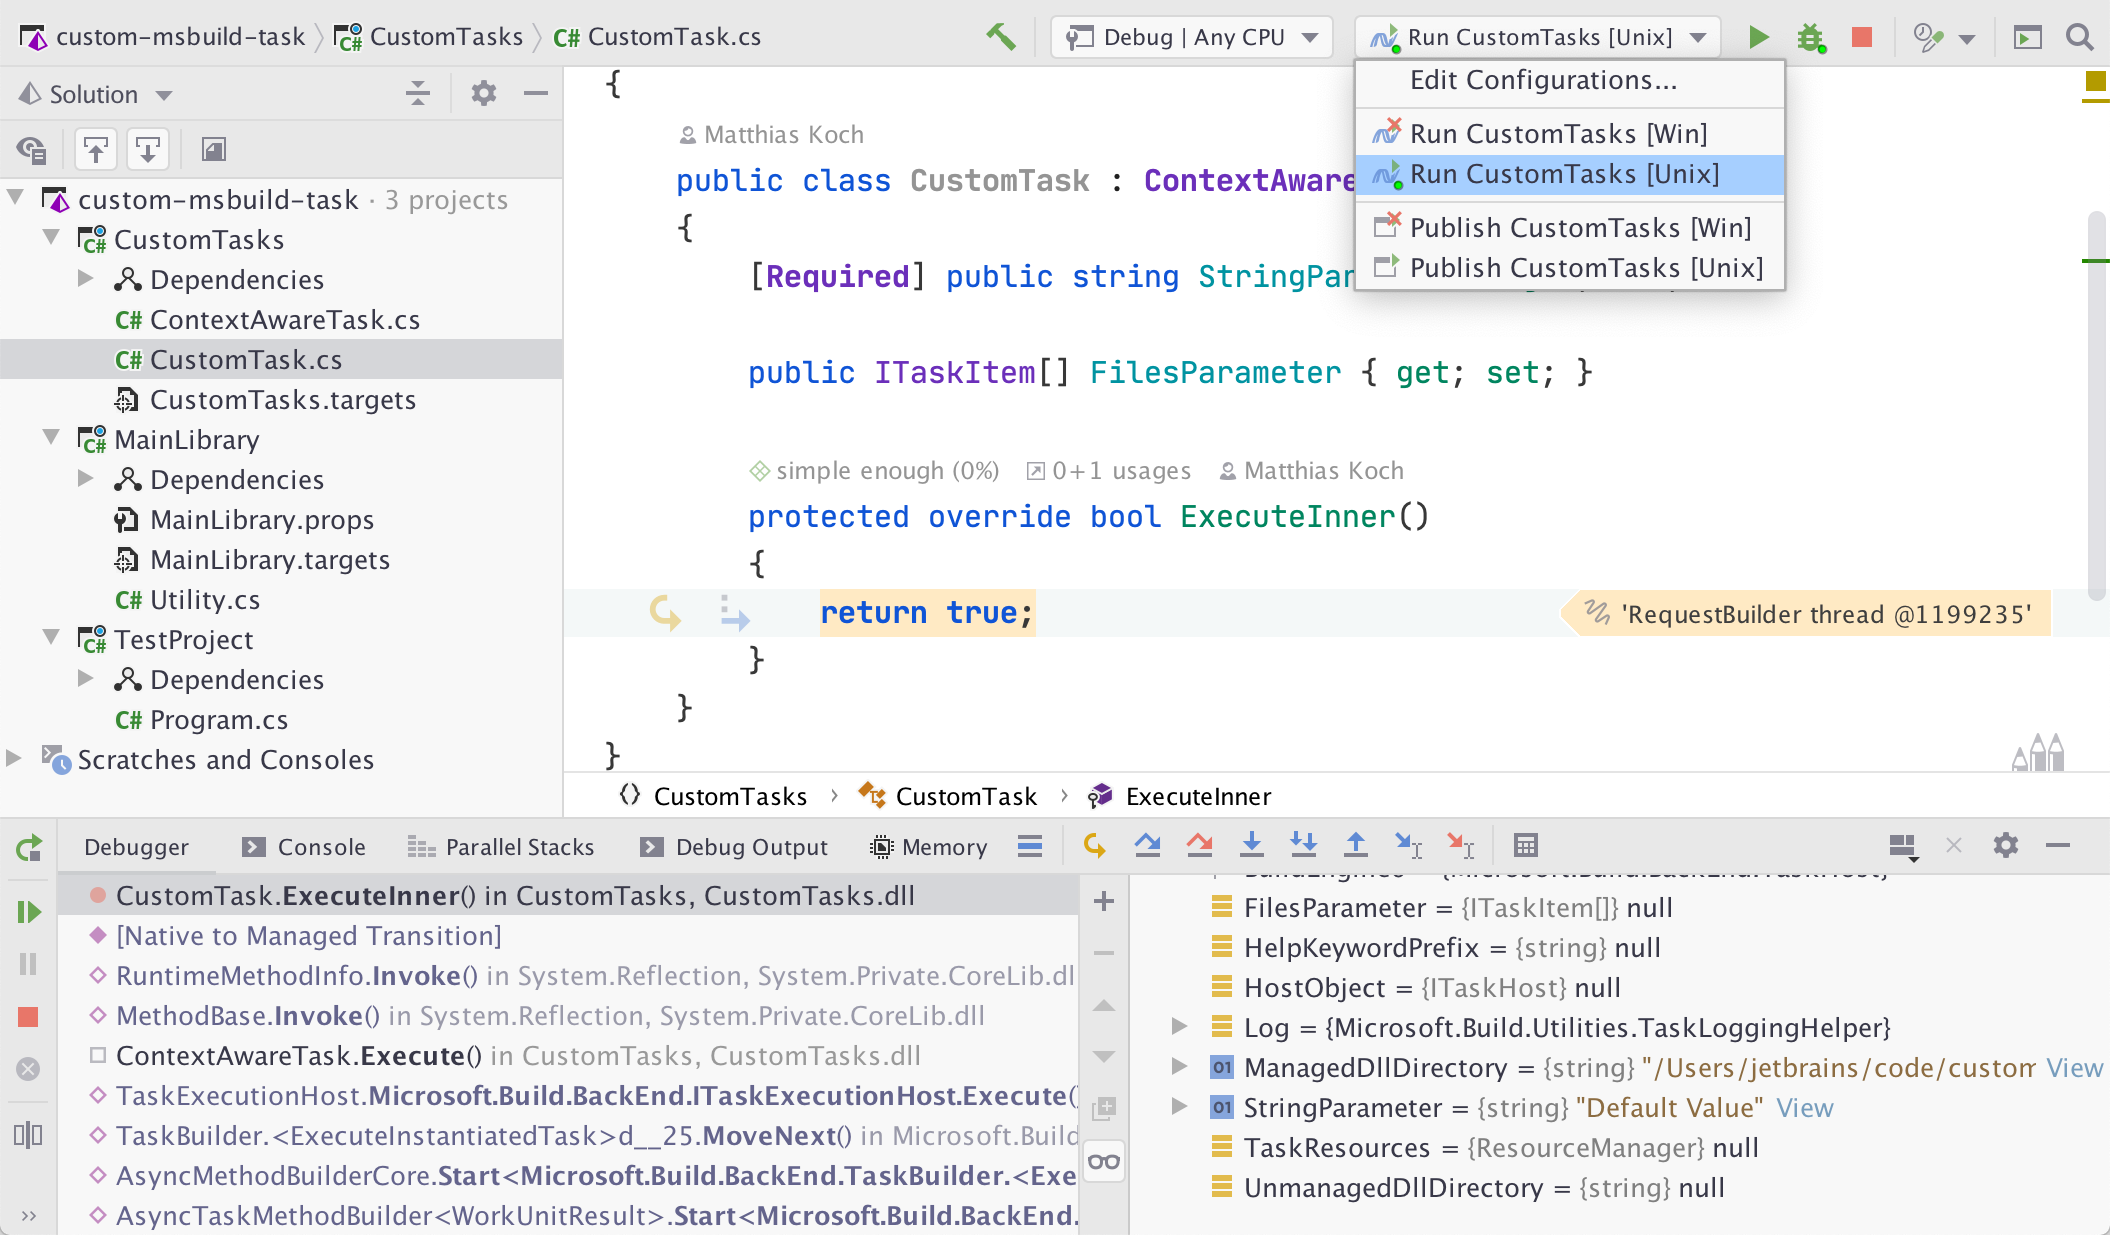 custom-msbuild-task CustomTasks C# CustomTask.cs
Debug | Any CPU
Run CustomTasks [Unix]
Edit Configurations...
Run CustomTasks [Win]
Run CustomTasks [Unix]
Publish CustomTasks [Win]
Publish CustomTasks [Unix]
Solution
custom-msbuild-task · 3 projects
C# CustomTasks
Dependencies
C# ContextAwareTask.cs
C# CustomTask.cs
CustomTasks.targets
C# MainLibrary
Dependencies
MainLibrary.props
MainLibrary.targets
C# Utility.cs
C# TestProject
Dependencies
C# Program.cs
Scratches and Consoles
{
Matthias Koch
public class CustomTask : ContextAware
{
[Required] public string StringPar
public ITaskItem[] FilesParameter { get; set; }
simple enough (0%) 0+1 usages Matthias Koch
protected override bool ExecuteInner()
{
return true;
'RequestBuilder thread @1199235'
}
}
}
CustomTasks › CustomTask › ExecuteInner
Debugger Console Parallel Stacks Debug Output Memory
CustomTask.ExecuteInner() in CustomTasks, CustomTasks.dll
[Native to Managed Transition]
RuntimeMethodInfo.Invoke() in System.Reflection, System.Private.CoreLib.dl
MethodBase.Invoke() in System.Reflection, System.Private.CoreLib.dll
ContextAwareTask.Execute() in CustomTasks, CustomTasks.dll
TaskExecutionHost.Microsoft.Build.BackEnd.ITaskExecutionHost.Execute(
TaskBuilder.<ExecuteInstantiatedTask>d__25.MoveNext() in Microsoft.Build
AsyncMethodBuilderCore.Start<Microsoft.Build.BackEnd.TaskBuilder.<Exe
AsyncTaskMethodBuilder<WorkUnitResult>.Start<Microsoft.Build.BackEnd.
FilesParameter = {ITaskItem[]} null
HelpKeywordPrefix = {string} null
HostObject = {ITaskHost} null
Log = {Microsoft.Build.Utilities.TaskLoggingHelper}
01 ManagedDllDirectory = {string} "/Users/jetbrains/code/custom View
01 StringParameter = {string} "Default Value" View
TaskResources = {ResourceManager} null
UnmanagedDllDirectory = {string} null